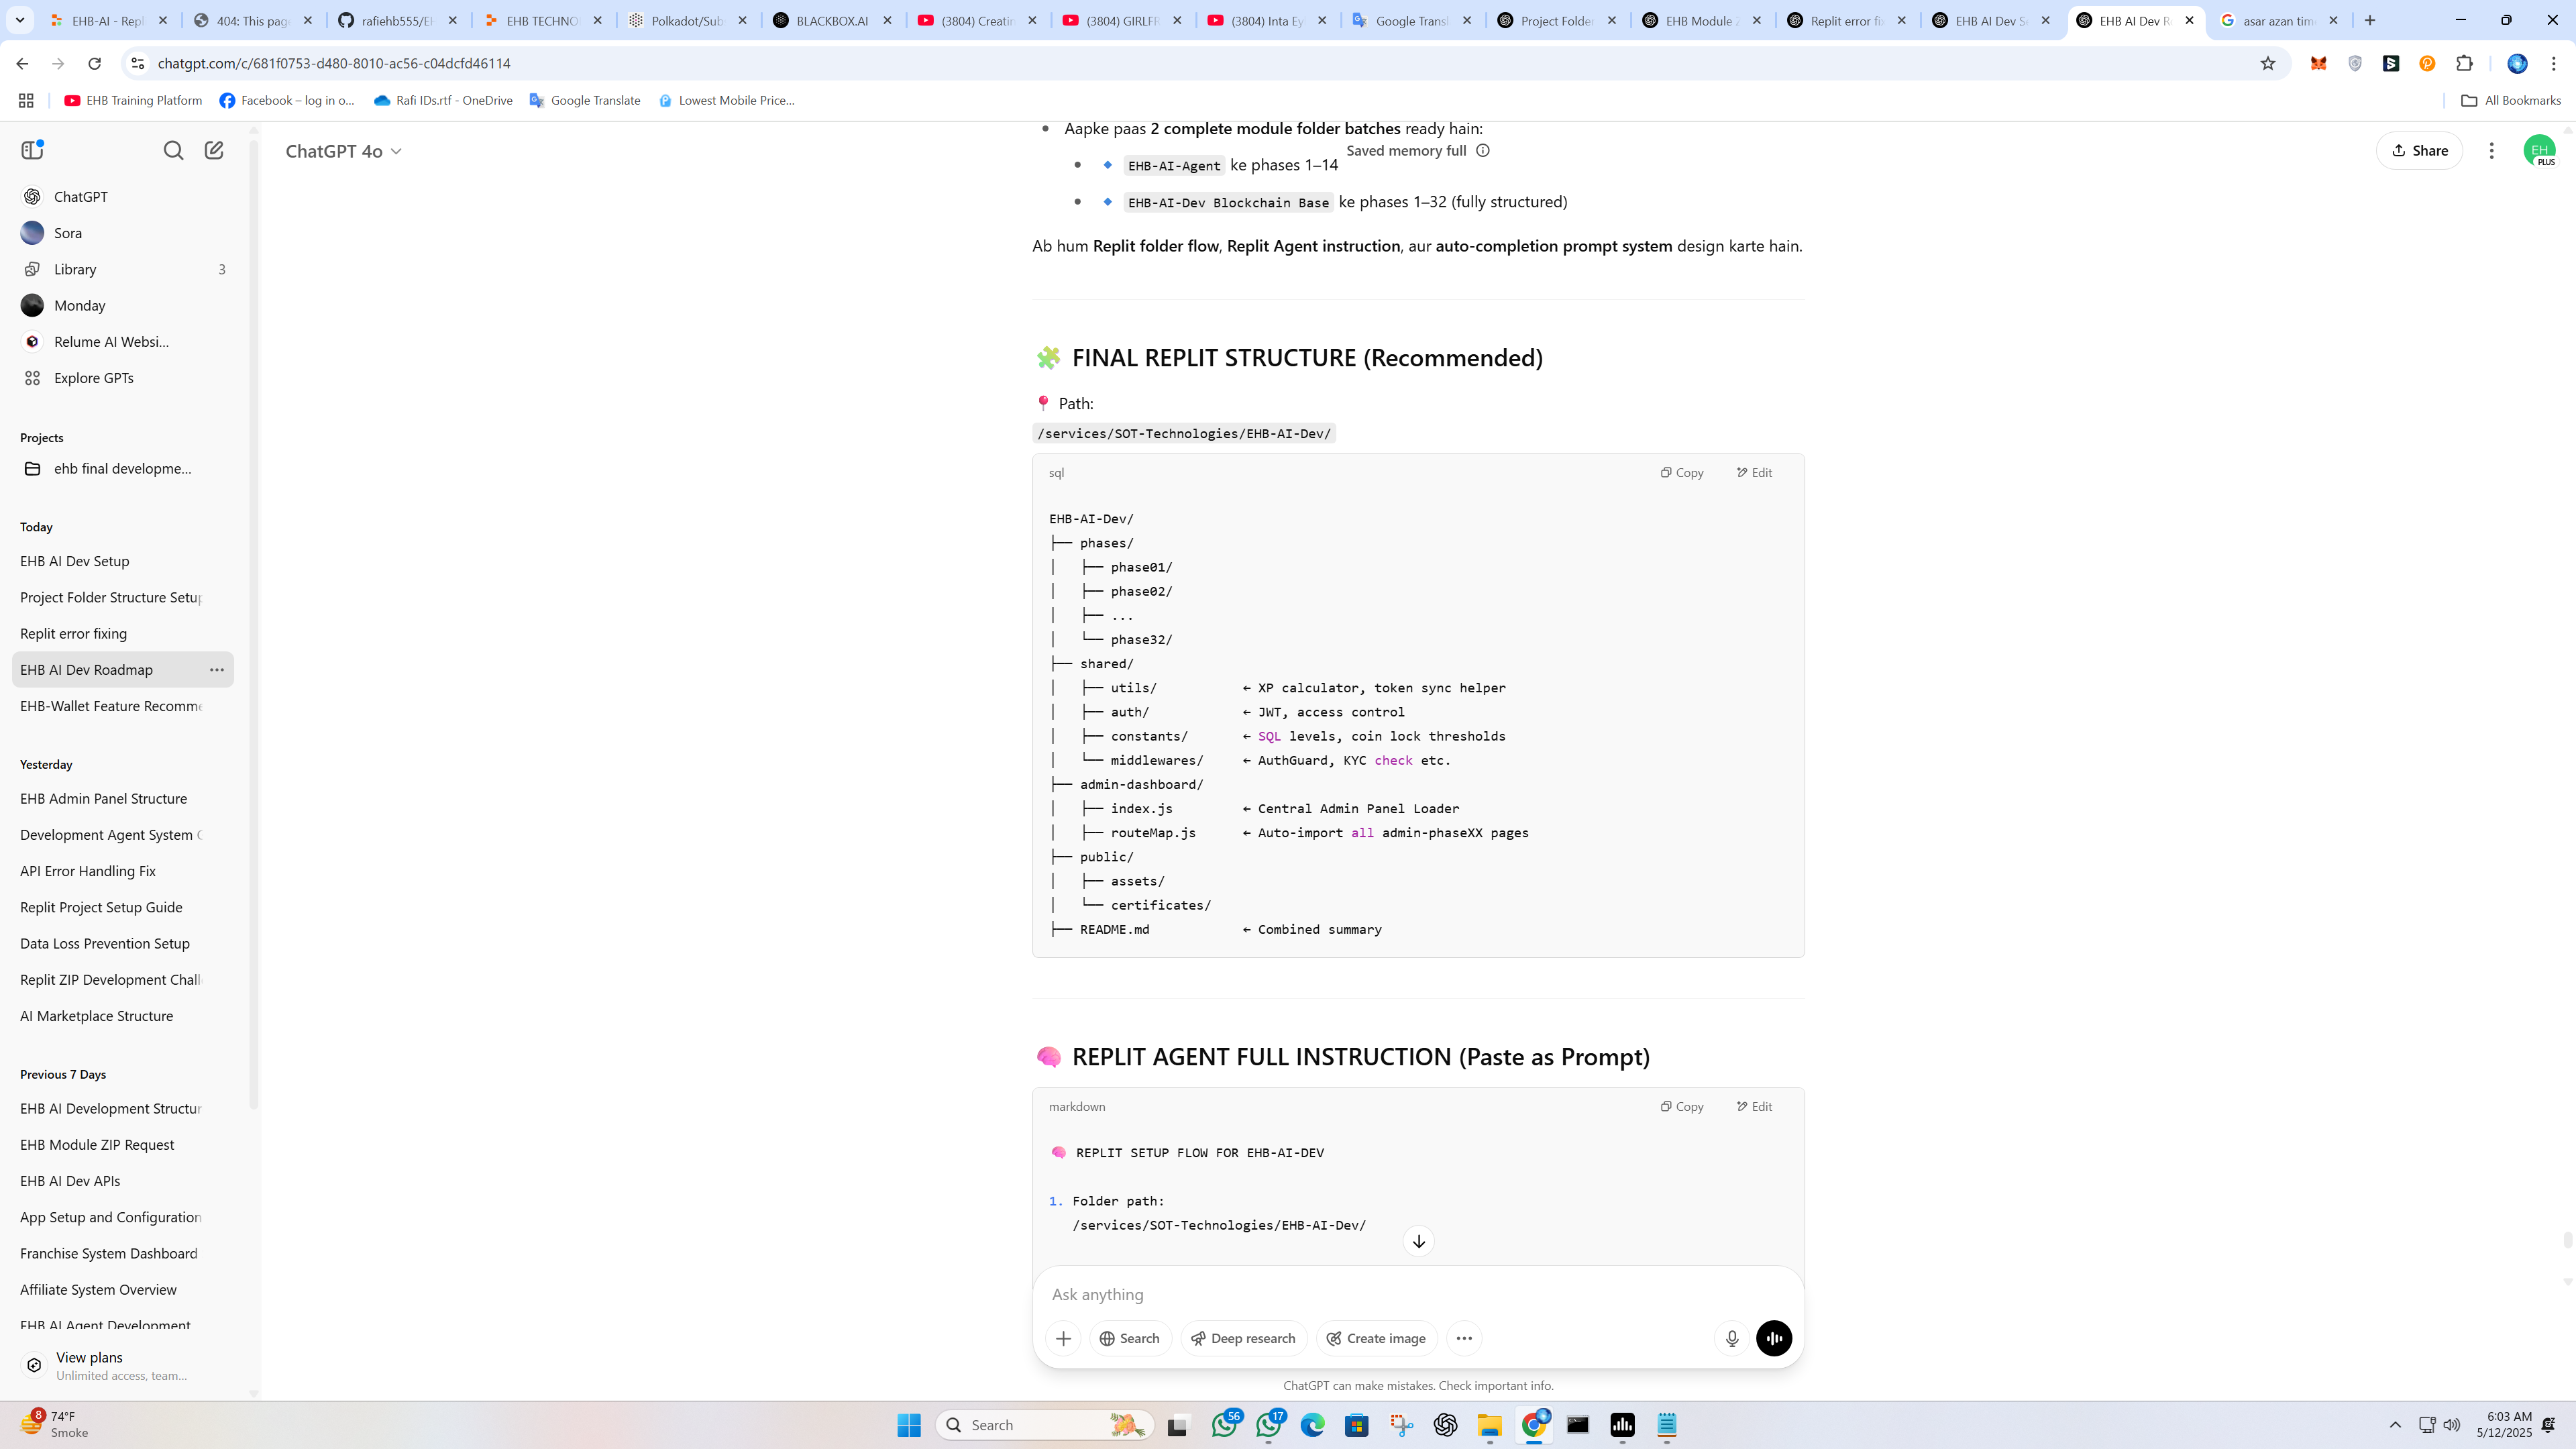 EHB-AI - Repl
404: This pag
rafiehb555/EH
EHB TECHNO
Polkadot/Sub
BLACKBOX.AI
(3804) Creatin
(3804) GIRLFR
(3804) Inta Ey
Google Transl
Project Folder
EHB Module Z
Replit error fix
EHB AI Dev Se
EHB AI Dev Ro
asar azan tim
chatgpt.com/c/681f0753-d480-8010-ac56-c04dcfd46114
EHB Training Platform
Facebook – log in o...
Rafi IDs.rtf - OneDrive
Google Translate
Lowest Mobile Price...
All Bookmarks
ChatGPT
Sora
Library 3
Monday
Relume AI Websi...
Explore GPTs
Projects
ehb final developme...
Today
EHB AI Dev Setup
Project Folder Structure Setup
Replit error fixing
EHB AI Dev Roadmap
EHB-Wallet Feature Recomme
Yesterday
EHB Admin Panel Structure
Development Agent System C
API Error Handling Fix
Replit Project Setup Guide
Data Loss Prevention Setup
Replit ZIP Development Challe
AI Marketplace Structure
Previous 7 Days
EHB AI Development Structur
EHB Module ZIP Request
EHB AI Dev APIs
App Setup and Configuration
Franchise System Dashboard
Affiliate System Overview
EHB AI Agent Development
View plans
Unlimited access, team...
ChatGPT 4o
Saved memory full
Share
EH
PLUS
Aapke paas 2 complete module folder batches ready hain:
EHB-AI-Agent ke phases 1–14
EHB-AI-Dev Blockchain Base ke phases 1–32 (fully structured)
Ab hum Replit folder flow, Replit Agent instruction, aur auto-completion prompt system design karte hain.
🧩 FINAL REPLIT STRUCTURE (Recommended)
📍 Path:
/services/SOT-Technologies/EHB-AI-Dev/
sql Copy Edit
EHB-AI-Dev/
├── phases/
│   ├── phase01/
│   ├── phase02/
│   ├── ...
│   └── phase32/
├── shared/
│   ├── utils/           ← XP calculator, token sync helper
│   ├── auth/            ← JWT, access control
│   ├── constants/       ← SQL levels, coin lock thresholds
│   └── middlewares/     ← AuthGuard, KYC check etc.
├── admin-dashboard/
│   ├── index.js         ← Central Admin Panel Loader
│   ├── routeMap.js      ← Auto-import all admin-phaseXX pages
├── public/
│   ├── assets/
│   └── certificates/
├── README.md            ← Combined summary
🧠 REPLIT AGENT FULL INSTRUCTION (Paste as Prompt)
markdown Copy Edit
🧠 REPLIT SETUP FLOW FOR EHB-AI-DEV
1. Folder path:
/services/SOT-Technologies/EHB-AI-Dev/
Ask anything
Search
Deep research
Create image
ChatGPT can make mistakes. Check important info.
8
74°F
Smoke
Search
56
17
6:03 AM
5/12/2025